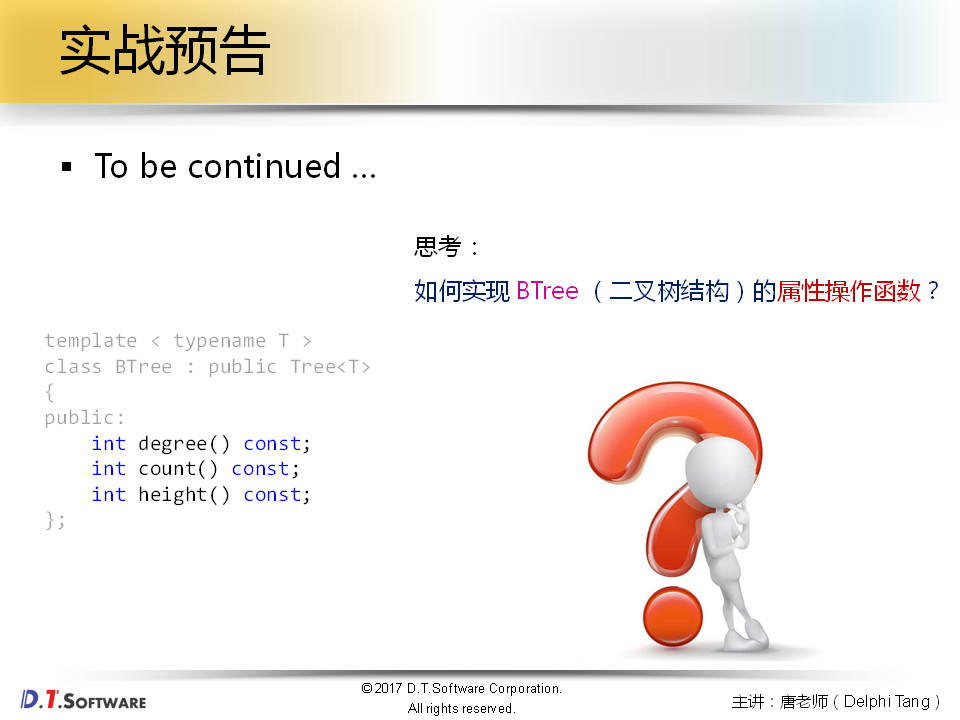 实战预告
▪ To be continued …
思考：
如何实现 BTree （二叉树结构）的属性操作函数？
template < typename T >
class BTree : public Tree<T>
{
public:
    int degree() const;
    int count() const;
    int height() const;
};
D.T.SOFTWARE
©2017 D.T.Software Corporation.
All rights reserved.
主讲：唐老师（Delphi Tang）